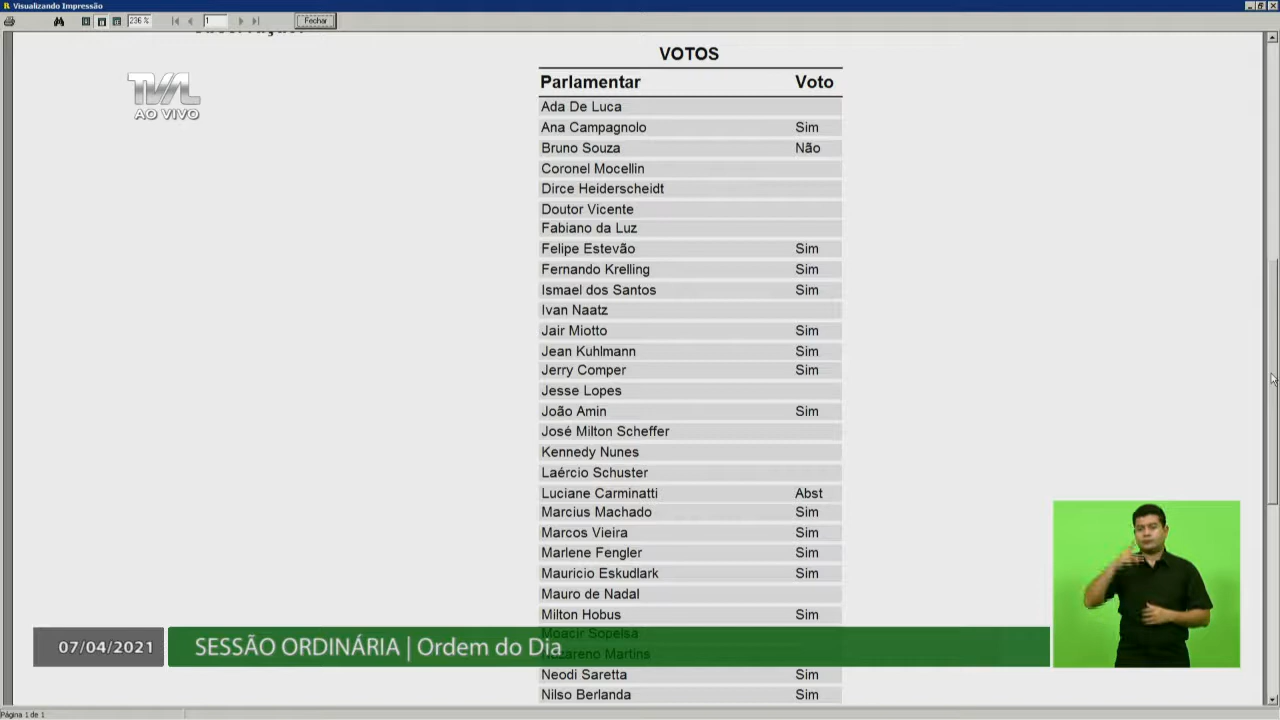 Visualizando Impressão
236 %
1
Fechar
VOTOS
TVAL
AO VIVO
Parlamentar Voto
Ada De Luca
Ana Campagnolo Sim
Bruno Souza Não
Coronel Mocellin
Dirce Heiderscheidt
Doutor Vicente
Fabiano da Luz
Felipe Estevão Sim
Fernando Krelling Sim
Ismael dos Santos Sim
Ivan Naatz
Jair Miotto Sim
Jean Kuhlmann Sim
Jerry Comper Sim
Jesse Lopes
João Amin Sim
José Milton Scheffer
Kennedy Nunes
Laércio Schuster
Luciane Carminatti Abst
Marcius Machado Sim
Marcos Vieira Sim
Marlene Fengler Sim
Mauricio Eskudlark Sim
Mauro de Nadal
Milton Hobus Sim
Moacir Sopelsa
07/04/2021 SESSÃO ORDINÁRIA | Ordem do Dia
Nazareno Martins
Neodi Saretta Sim
Nilso Berlanda Sim
Página 1 de 1